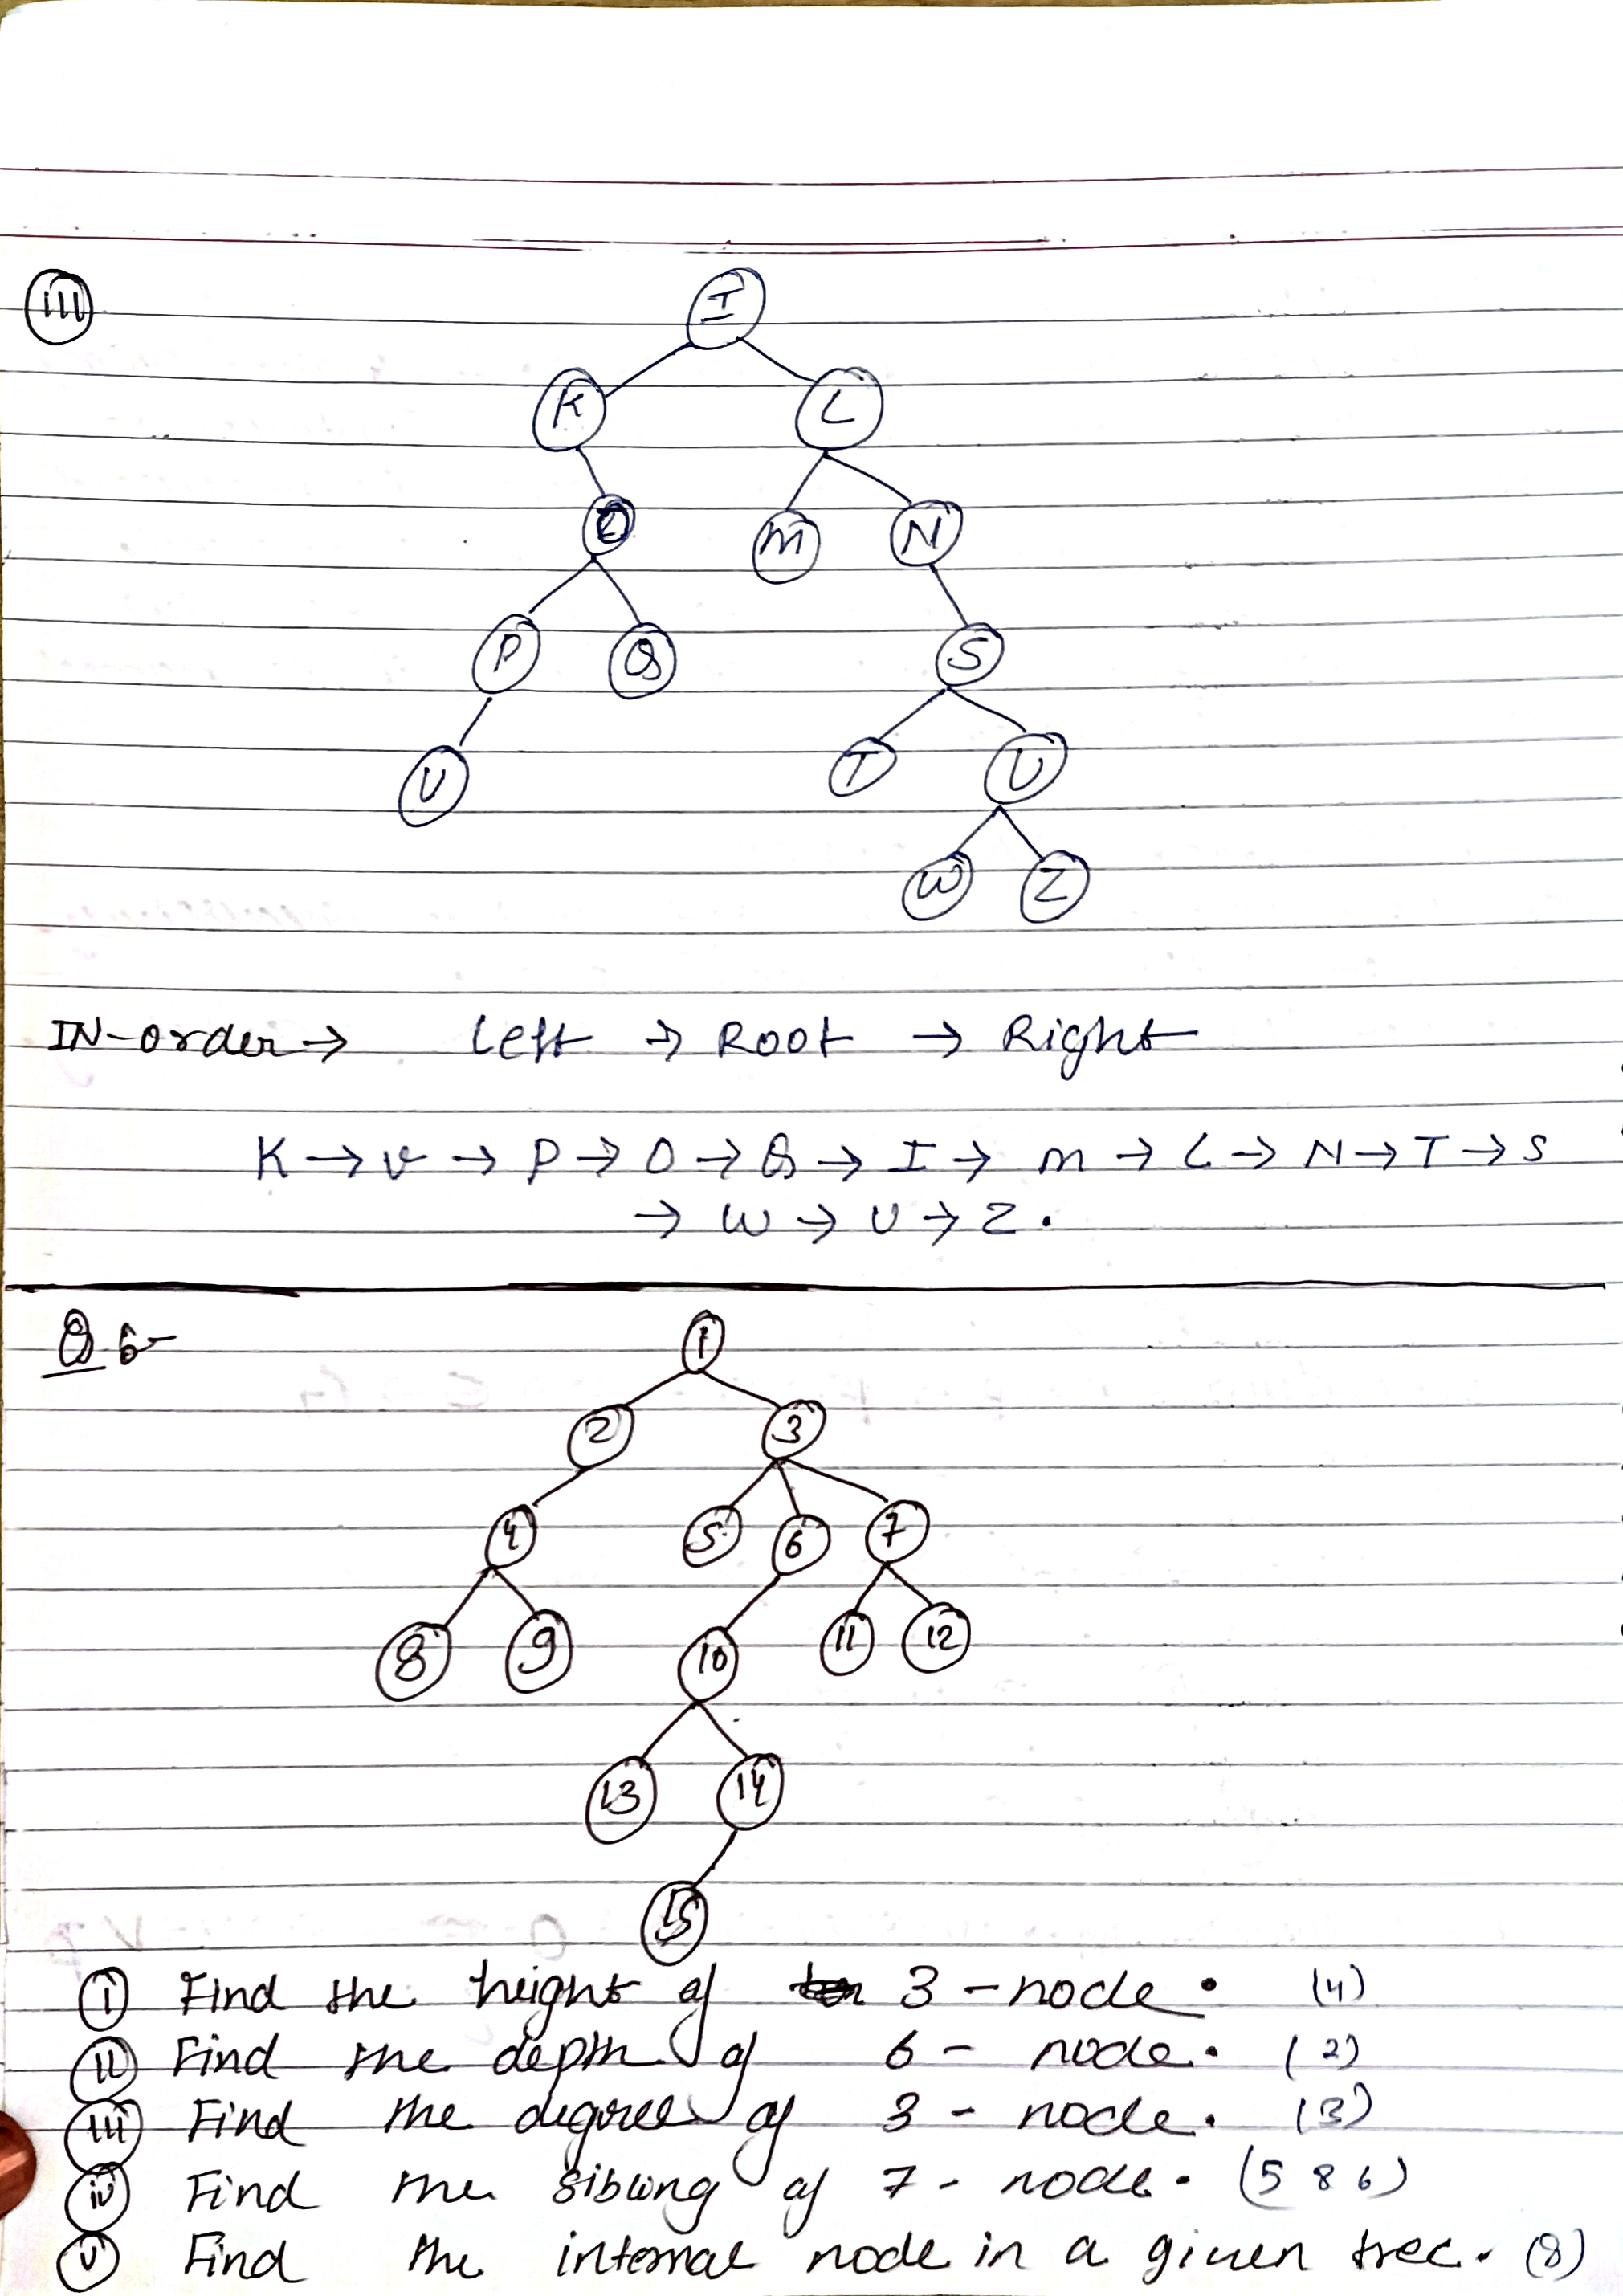 iii
I
K L
O m N
P Q S
V T U
W Z
IN-order → Left → Root → Right
K → v → P → O → Q → I → m → L → N → T → S
→ W → U → Z .
Q 6-
1
2 3
4 5 6 7
8 9 10 11 12
13 14
15
i Find the height of 3 - node . (4)
ii Find the depth of 6 - node . (2)
iii Find the degree of 3 - node . (3)
iv Find the sibling of 7 - node . (5 & 6)
v Find the internal node in a given tree . (8)